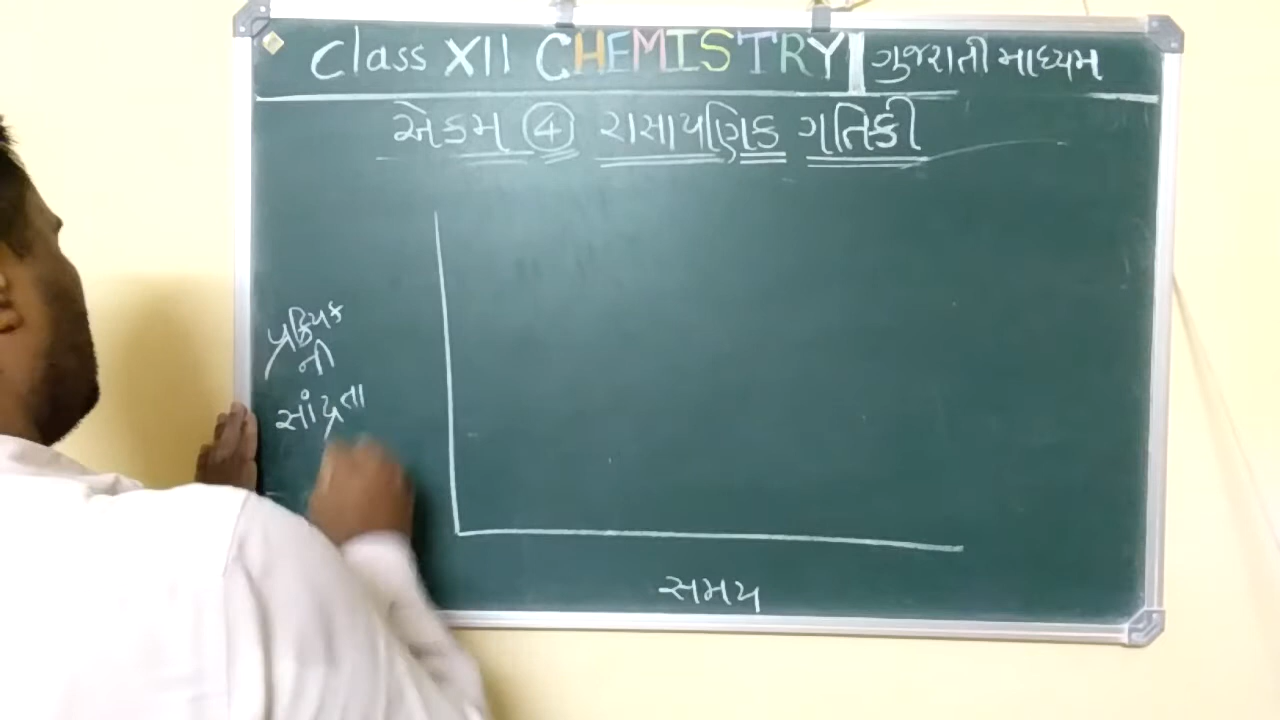 Class XII CHEMISTRY | ગુજરાતી માધ્યમ
એકમ ④ રાસાયણિક ગતિકી
પ્રક્રિયક
ની
સાંદ્રતા
સમય